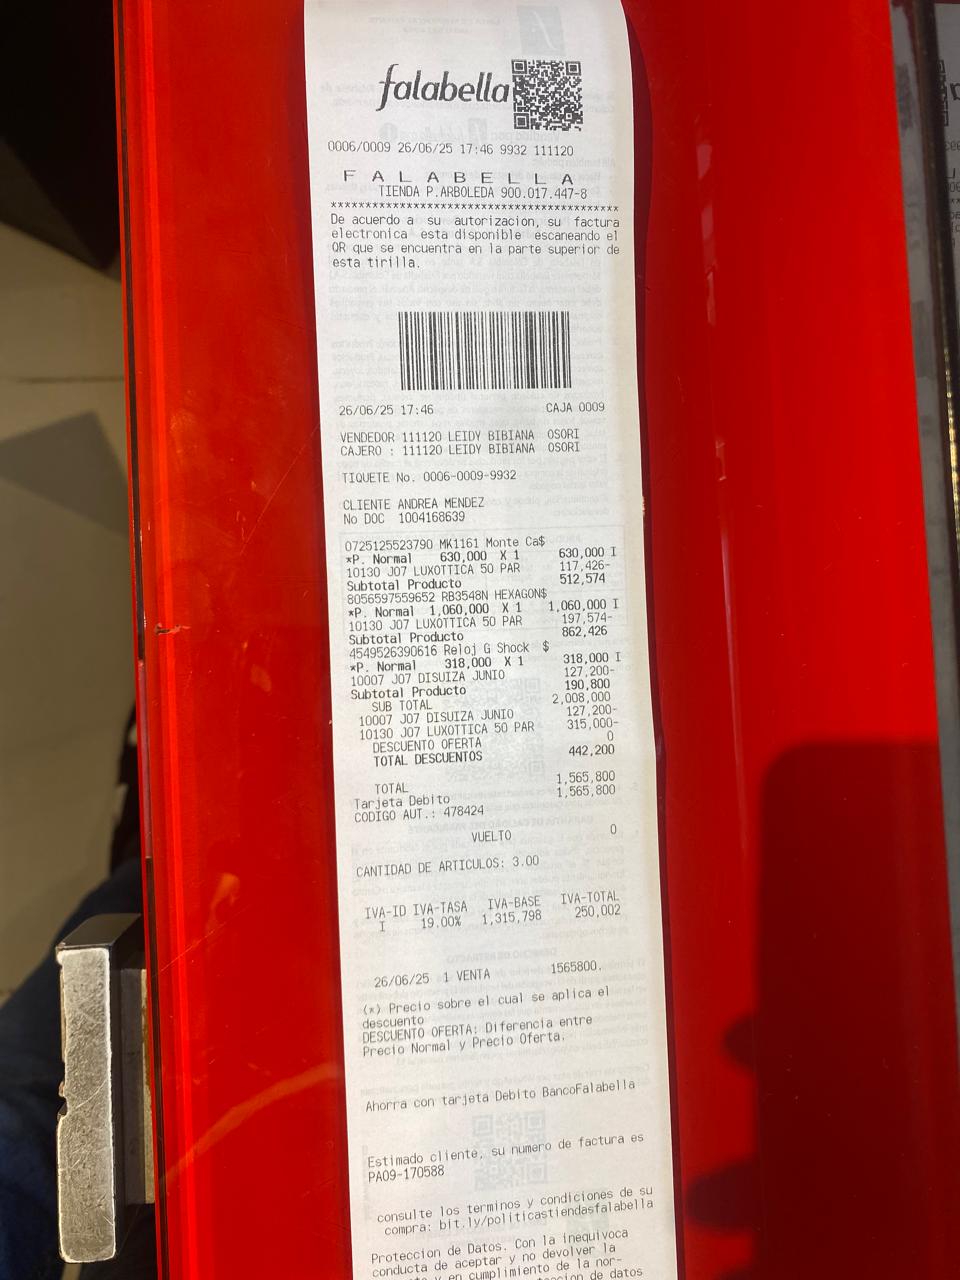 falabella
0006/0009 26/06/25 17:46 9932 111120
F A L A B E L L A
TIENDA P.ARBOLEDA 900.017.447-8
******************************************
De acuerdo a su autorizacion, su factura
electronica esta disponible escaneando el
QR que se encuentra en la parte superior de
esta tirilla.
26/06/25 17:46 CAJA 0009
VENDEDOR 111120 LEIDY BIBIANA OSORI
CAJERO : 111120 LEIDY BIBIANA OSORI
TIQUETE No. 0006-0009-9932
CLIENTE ANDREA MENDEZ
No DOC 1004168639
0725125523790 MK1161 Monte Ca$
*P. Normal 630,000 X 1 630,000 I
10130 J07 LUXOTTICA 50 PAR 117,426-
Subtotal Producto 512,574
8056597559652 RB3548N HEXAGON$
*P. Normal 1,060,000 X 1 1,060,000 I
10130 J07 LUXOTTICA 50 PAR 197,574-
Subtotal Producto 862,426
4549526390616 Reloj G Shock $
*P. Normal 318,000 X 1 318,000 I
10007 J07 DISUIZA JUNIO 127,200-
Subtotal Producto 190,800
SUB TOTAL 2,008,000
10007 J07 DISUIZA JUNIO 127,200-
10130 J07 LUXOTTICA 50 PAR 315,000-
DESCUENTO OFERTA 0
TOTAL DESCUENTOS 442,200
TOTAL 1,565,800
Tarjeta Debito 1,565,800
CODIGO AUT.: 478424
VUELTO 0
CANTIDAD DE ARTICULOS: 3.00
IVA-ID IVA-TASA IVA-BASE IVA-TOTAL
I 19.00% 1,315,798 250,002
26/06/25 1 VENTA 1565800.
(*) Precio sobre el cual se aplica el
descuento
DESCUENTO OFERTA: Diferencia entre
Precio Normal y Precio Oferta.
Ahorra con tarjeta Debito BancoFalabella
Estimado cliente, su numero de factura es
PA09-170588
consulte los terminos y condiciones de su
compra: bit.ly/politicastiendasfalabella
Proteccion de Datos. Con la inequivoca
conducta de aceptar y no devolver la
y en cumplimiento de la nor-
de datos